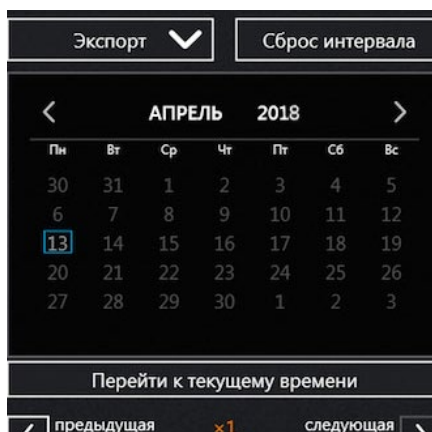 Экспорт Сброс интервала
АПРЕЛЬ 2018
Пн Вт Ср Чт Пт Сб Вс
30 31 1 2 3 4 5
6 7 8 9 10 11 12
13 14 15 16 17 18 19
20 21 22 23 24 25 26
27 28 29 30 1 2 3
Перейти к текущему времени
предыдущая ×1 следующая